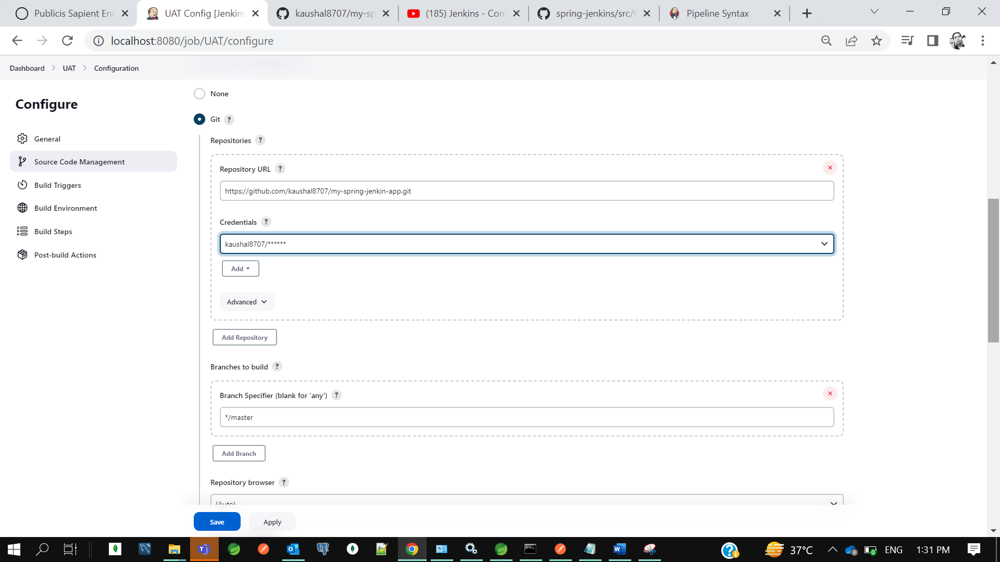 Publicis Sapient Enr
UAT Config [Jenkins
kaushal8707/my-sp
(185) Jenkins - Con
spring-jenkins/src/t
Pipeline Syntax
localhost:8080/job/UAT/configure
Dashboard
UAT
Configuration
Configure
General
Source Code Management
Build Triggers
Build Environment
Build Steps
Post-build Actions
None
Git ?
Repositories ?
Repository URL ?
https://github.com/kaushal8707/my-spring-jenkin-app.git
Credentials ?
kaushal8707/******
Add
Advanced
Add Repository
Branches to build ?
Branch Specifier (blank for 'any') ?
*/master
Add Branch
Repository browser ?
(Auto)
Save
Apply
37°C
ENG
1:31 PM